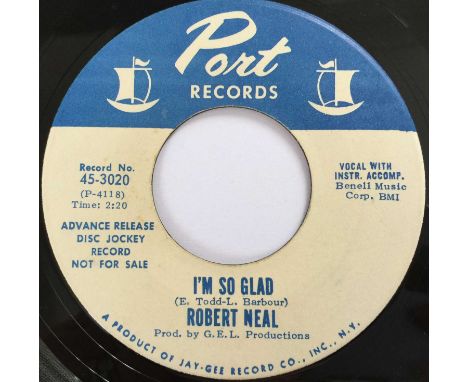 Port
RECORDS
Record No.
45-3020
(P-4118)
Time: 2:20
ADVANCE RELEASE
DISC JOCKEY
RECORD
NOT FOR SALE
VOCAL WITH
INSTR. ACCOMP.
Benell Music
Corp. BMI
I'M SO GLAD
(E. Todd-L. Barbour)
ROBERT NEAL
Prod. by G.E.L. Productions
A PRODUCT OF JAY-GEE RECORD CO., INC., N.Y.